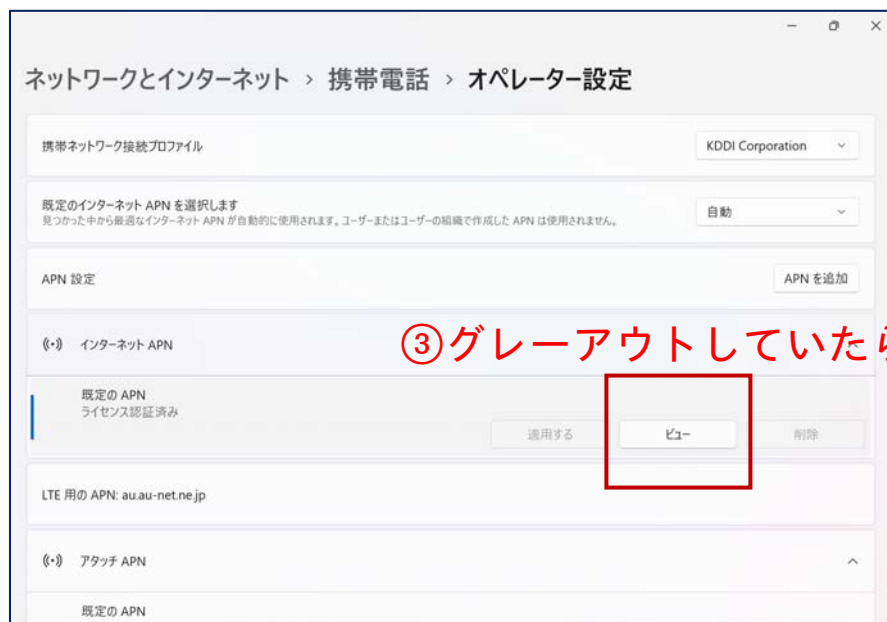 ネットワークとインターネット › 携帯電話 › オペレーター設定
携帯ネットワーク接続プロファイル
KDDI Corporation
既定のインターネット APN を選択します
見つかった中から最適なインターネット APN が自動的に使用されます。ユーザーまたはユーザーの組織で作成した APN は使用されません。
自動
APN 設定
APN を追加
インターネット APN
③グレーアウトしていたら
既定の APN
ライセンス認証済み
適用する
ビュー
削除
LTE 用の APN: au.au-net.ne.jp
アタッチ APN
既定の APN